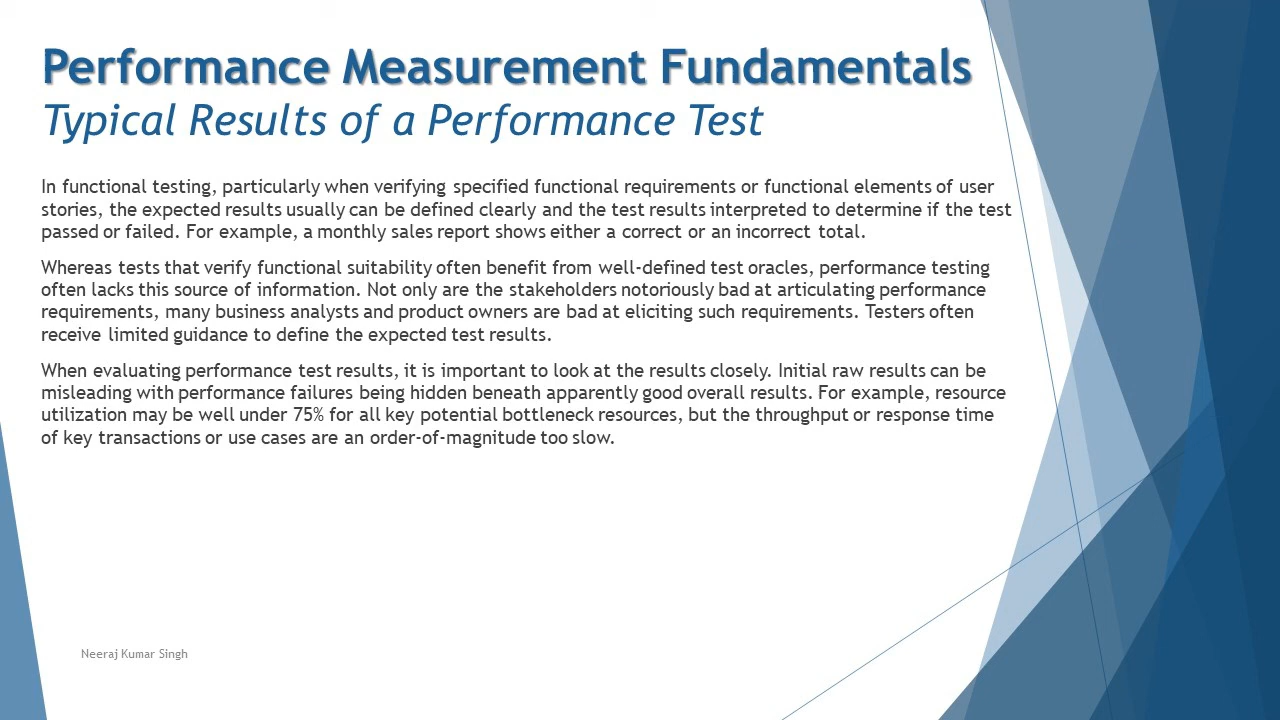 Performance Measurement Fundamentals
Typical Results of a Performance Test
In functional testing, particularly when verifying specified functional requirements or functional elements of user
stories, the expected results usually can be defined clearly and the test results interpreted to determine if the test
passed or failed. For example, a monthly sales report shows either a correct or an incorrect total.
Whereas tests that verify functional suitability often benefit from well-defined test oracles, performance testing
often lacks this source of information. Not only are the stakeholders notoriously bad at articulating performance
requirements, many business analysts and product owners are bad at eliciting such requirements. Testers often
receive limited guidance to define the expected test results.
When evaluating performance test results, it is important to look at the results closely. Initial raw results can be
misleading with performance failures being hidden beneath apparently good overall results. For example, resource
utilization may be well under 75% for all key potential bottleneck resources, but the throughput or response time
of key transactions or use cases are an order-of-magnitude too slow.
Neeraj Kumar Singh